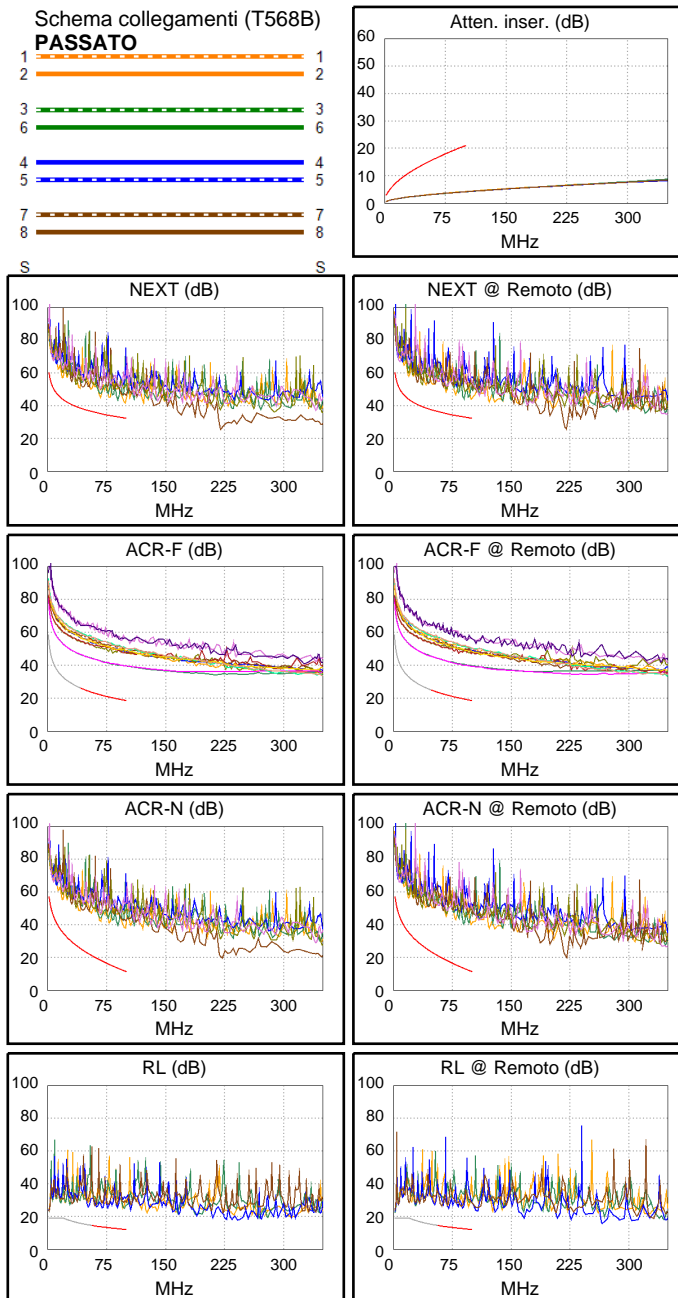 Schema collegamenti (T568B)
PASSATO
1 1
2 2
3 3
6 6
4 4
5 5
7 7
8 8
S S
Atten. inser. (dB)
60
50
40
30
20
10
0
0 75 150 225 300
MHz
NEXT (dB)
100
80
60
40
20
0
0 75 150 225 300
MHz
NEXT @ Remoto (dB)
100
80
60
40
20
0
0 75 150 225 300
MHz
ACR-F (dB)
100
80
60
40
20
0
0 75 150 225 300
MHz
ACR-F @ Remoto (dB)
100
80
60
40
20
0
0 75 150 225 300
MHz
ACR-N (dB)
100
80
60
40
20
0
0 75 150 225 300
MHz
ACR-N @ Remoto (dB)
100
80
60
40
20
0
0 75 150 225 300
MHz
RL (dB)
100
80
60
40
20
0
0 75 150 225 300
MHz
RL @ Remoto (dB)
100
80
60
40
20
0
0 75 150 225 300
MHz